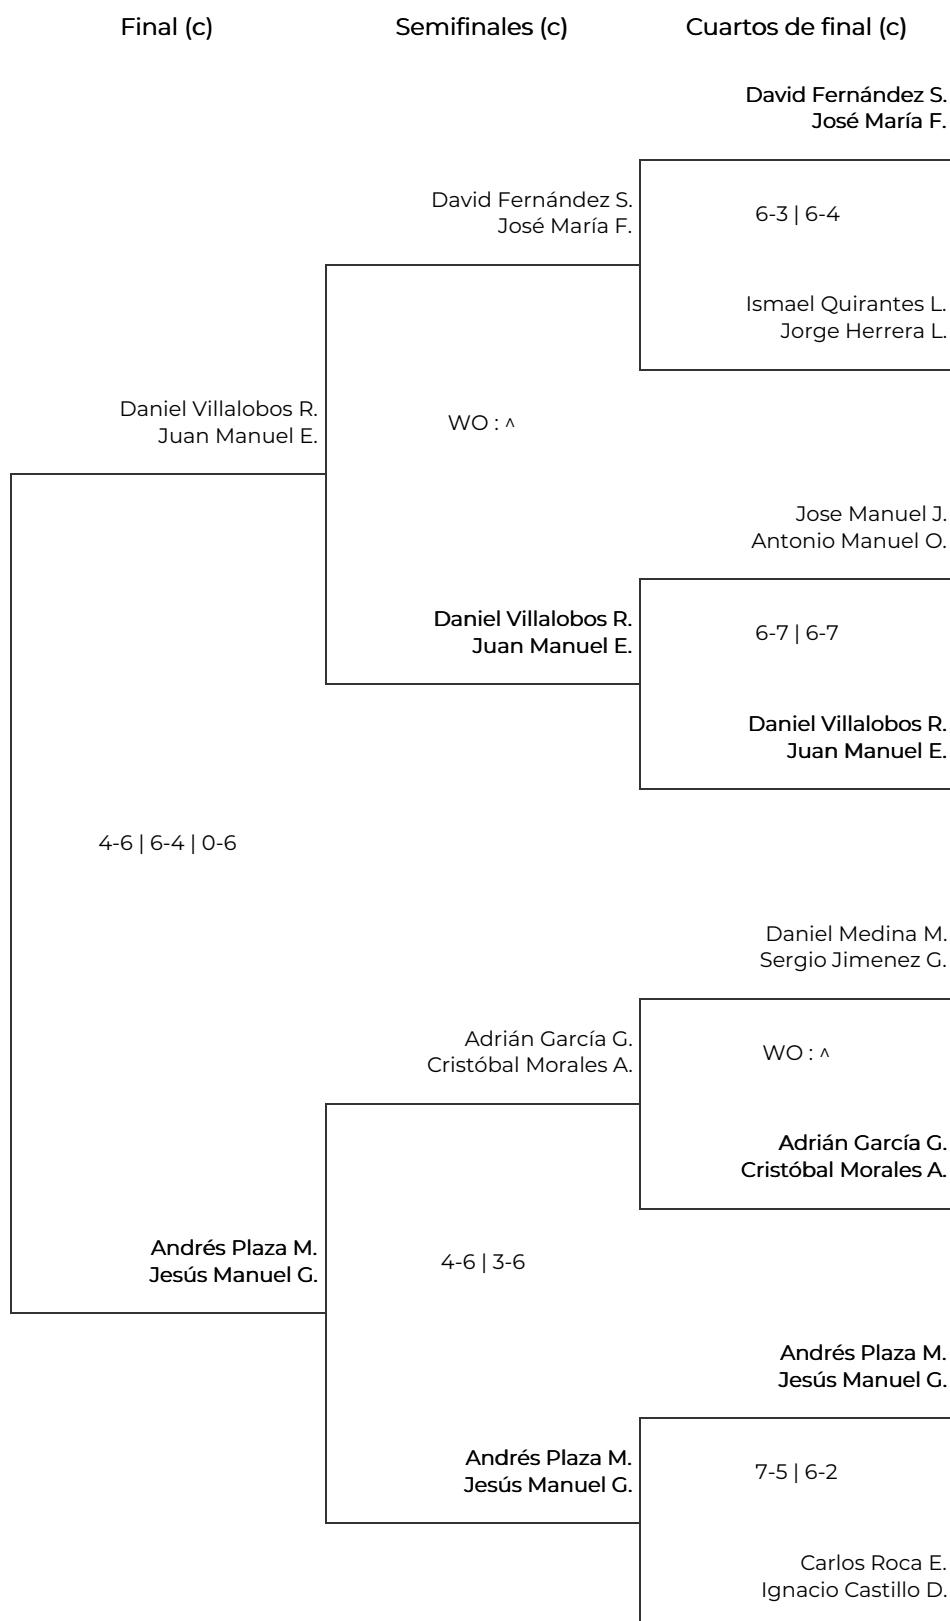 Final (c)
Semifinales (c)
Cuartos de final (c)
David Fernández S.
José María F.
David Fernández S.
José María F.
6-3 | 6-4
Ismael Quirantes L.
Jorge Herrera L.
Daniel Villalobos R.
Juan Manuel E.
WO : ^
Jose Manuel J.
Antonio Manuel O.
Daniel Villalobos R.
Juan Manuel E.
6-7 | 6-7
Daniel Villalobos R.
Juan Manuel E.
4-6 | 6-4 | 0-6
Daniel Medina M.
Sergio Jimenez G.
Adrián García G.
Cristóbal Morales A.
WO : ^
Adrián García G.
Cristóbal Morales A.
Andrés Plaza M.
Jesús Manuel G.
4-6 | 3-6
Andrés Plaza M.
Jesús Manuel G.
Andrés Plaza M.
Jesús Manuel G.
7-5 | 6-2
Carlos Roca E.
Ignacio Castillo D.